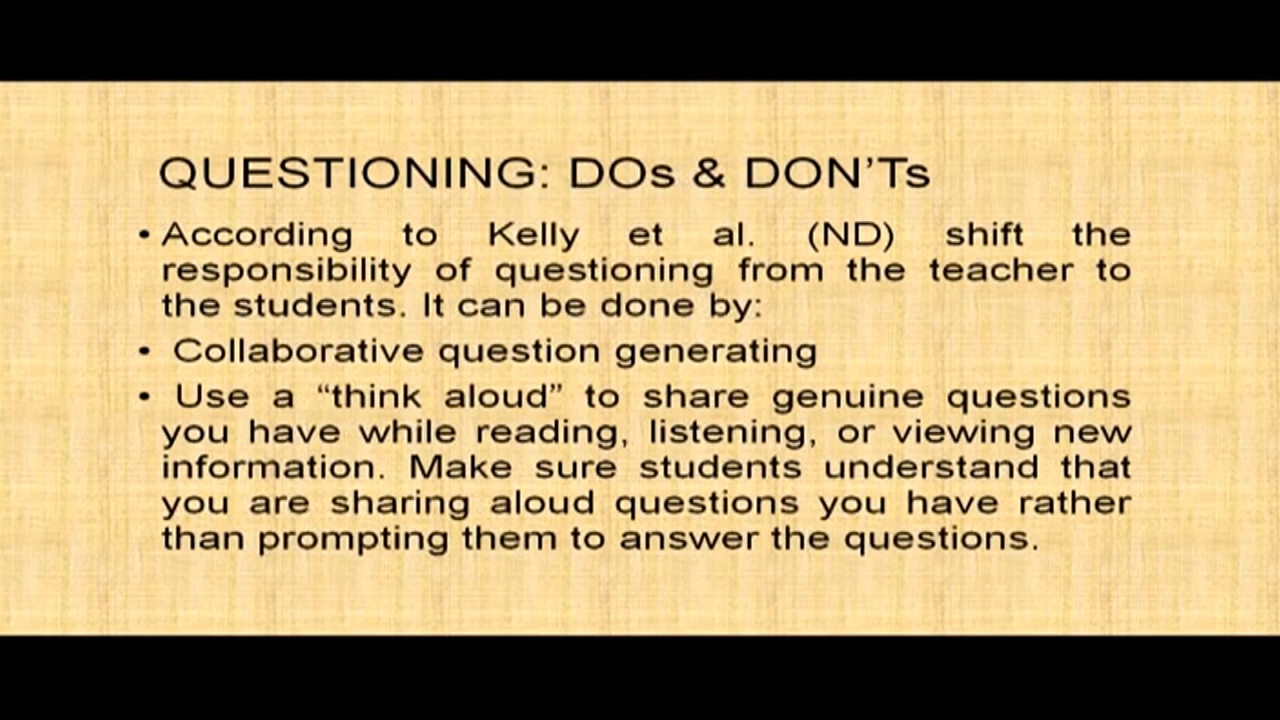 QUESTIONING: DOs & DON’Ts
• According to Kelly et al. (ND) shift the
responsibility of questioning from the teacher to
the students. It can be done by:
• Collaborative question generating
• Use a “think aloud” to share genuine questions
you have while reading, listening, or viewing new
information. Make sure students understand that
you are sharing aloud questions you have rather
than prompting them to answer the questions.